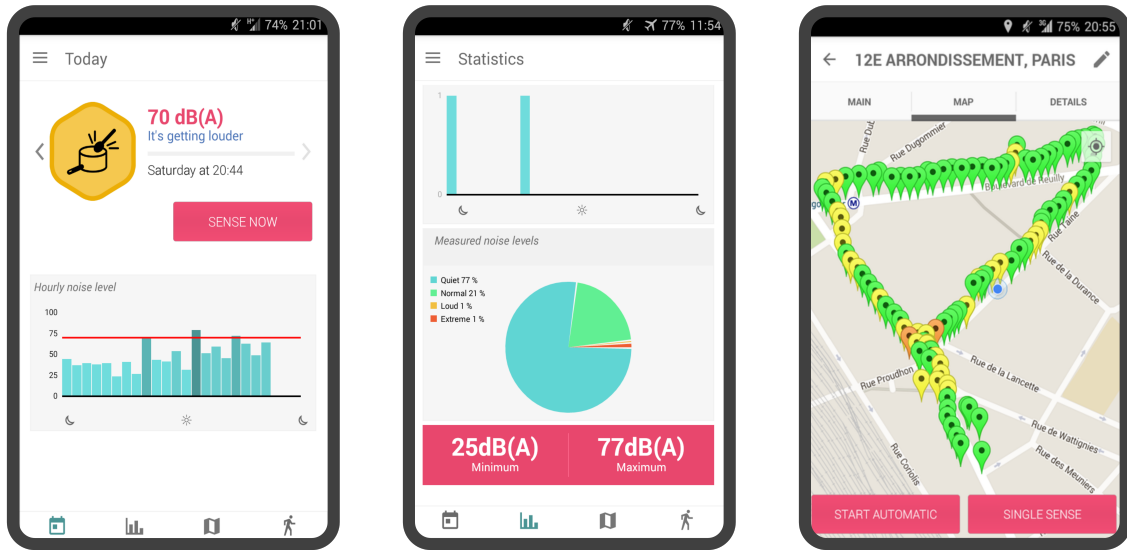 H+ 74% 21:01
Today
70 dB(A)
It's getting louder
Saturday at 20:44
SENSE NOW
Hourly noise level
100
75
50
25
0
77% 11:54
Statistics
1
0
Measured noise levels
Quiet 77 %
Normal 21 %
Loud 1 %
Extreme 1 %
25dB(A)
Minimum
77dB(A)
Maximum
3G 75% 20:55
12E ARRONDISSEMENT, PARIS
MAIN
MAP
DETAILS
Rue Dugommier
Boulevard de Reuilly
M
Rue Taine
Rue de la Durance
Rue de la Lancette
Rue Proudhon
Rue de Wattignies
Rue des Meuniers
Rue Coriolis
START AUTOMATIC
SINGLE SENSE